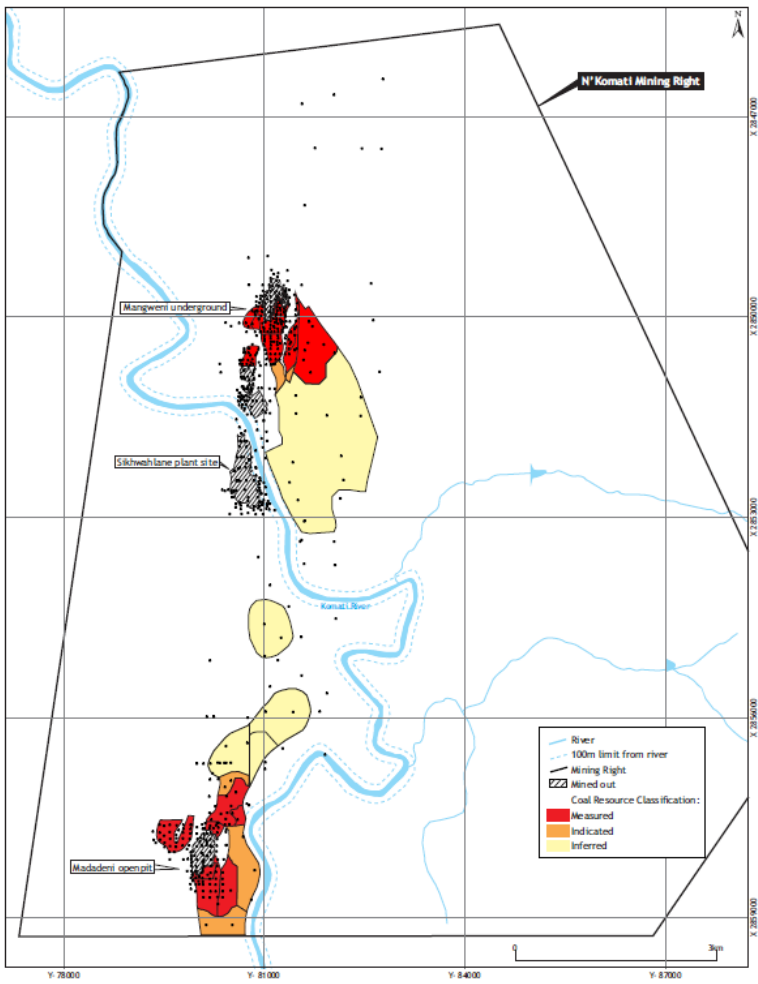 N
N'Komati Mining Right
X 2847000
Mangweni underground
X 2850000
Sikhwahlane plant site
X 2853000
Komati River
X 2856000
River
100m limit from river
Mining Right
Mined out
Coal Resource Classification:
Measured
Indicated
Inferred
Madadeni openpit
X 2859000
0 3km
Y- 78000 Y- 81000 Y- 84000 Y- 87000